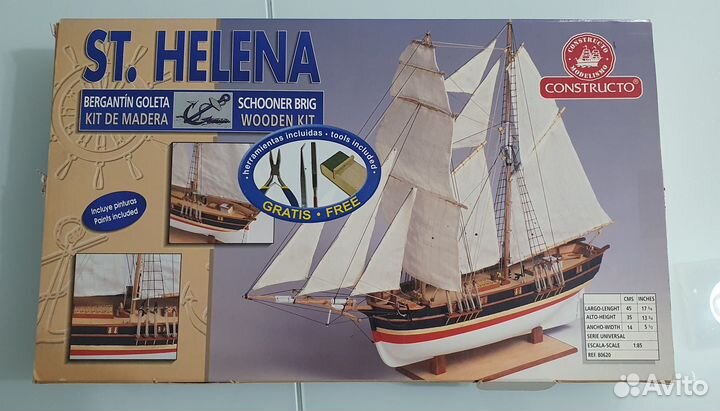 ST. HELENA
BERGANTÍN GOLETA
KIT DE MADERA
SCHOONER BRIG
WOODEN KIT
CONSTRUCTO
MODELISMO
CONSTRUCTO®
•herramientas incluidas • tools included•
GRATIS • FREE
Incluye pinturas
Paints included
CMS INCHES
LARGO-LENGHT 45 17 3/4
ALTO-HEIGHT 35 13 3/4
ANCHO-WIDTH 14 5 1/2
SERIE UNIVERSAL
ESCALA-SCALE 1:85
REF. 80620
Avito